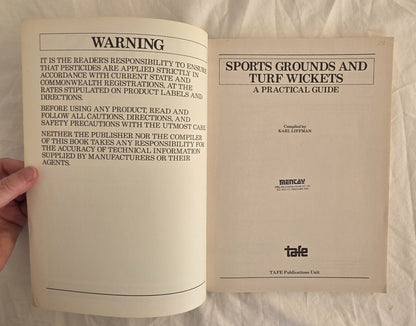 WARNING
IT IS THE READER'S RESPONSIBILITY TO ENSURE
THAT PESTICIDES ARE APPLIED STRICTLY IN
ACCORDANCE WITH CURRENT STATE AND
COMMONWEALTH REGISTRATIONS, AT THE
RATES STIPULATED ON PRODUCT LABELS AND
DIRECTIONS.
BEFORE USING ANY PRODUCT, READ AND
FOLLOW ALL CAUTIONS, DIRECTIONS, AND
SAFETY PRECAUTIONS WITH THE UTMOST CARE
NEITHER THE PUBLISHER NOR THE COMPILER
OF THIS BOOK TAKES ANY RESPONSIBILITY FOR
THE ACCURACY OF TECHNICAL INFORMATION
SUPPLIED BY MANUFACTURERS OR THEIR
AGENTS.
SPORTS GROUNDS AND
TURF WICKETS
A PRACTICAL GUIDE
Compiled by
KARL LIFFMAN
tafe
TAFE Publications Unit